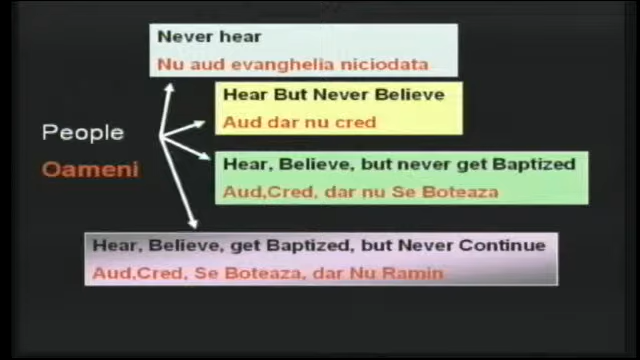 Never hear
Nu aud evanghelia niciodata
Hear But Never Believe
Aud dar nu cred
People
Oameni
Hear, Believe, but never get Baptized
Aud,Cred, dar nu Se Boteaza
Hear, Believe, get Baptized, but Never Continue
Aud,Cred, Se Boteaza, dar Nu Ramin